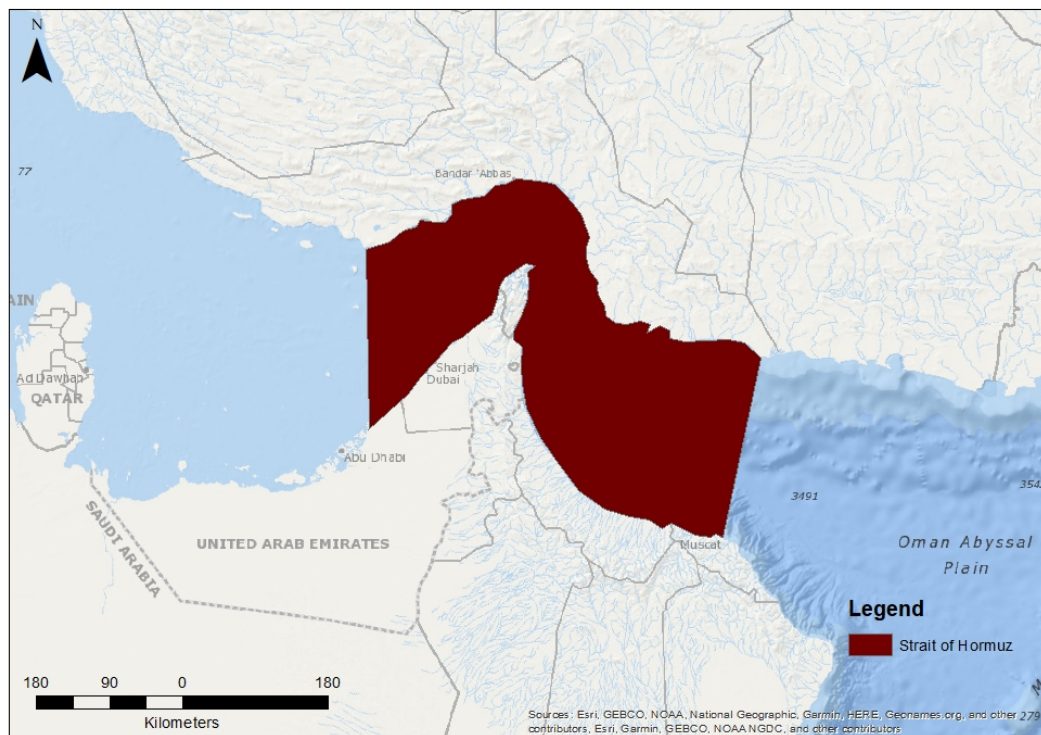 N
77
Bandar 'Abbas
AIN
Ad Dawhah
QATAR
Sharjah
Dubai
Abu Dhabi
SAUDI ARABIA
UNITED ARAB EMIRATES
Muscat
3491
354
Oman Abyssal
Plain
Legend
Strait of Hormuz
180 90 0 180
Kilometers
M
279
Sources: Esri, GEBCO, NOAA, National Geographic, Garmin, HERE, Geonames.org, and other
contributors, Esri, Garmin, GEBCO, NOAA NGDC, and other contributors